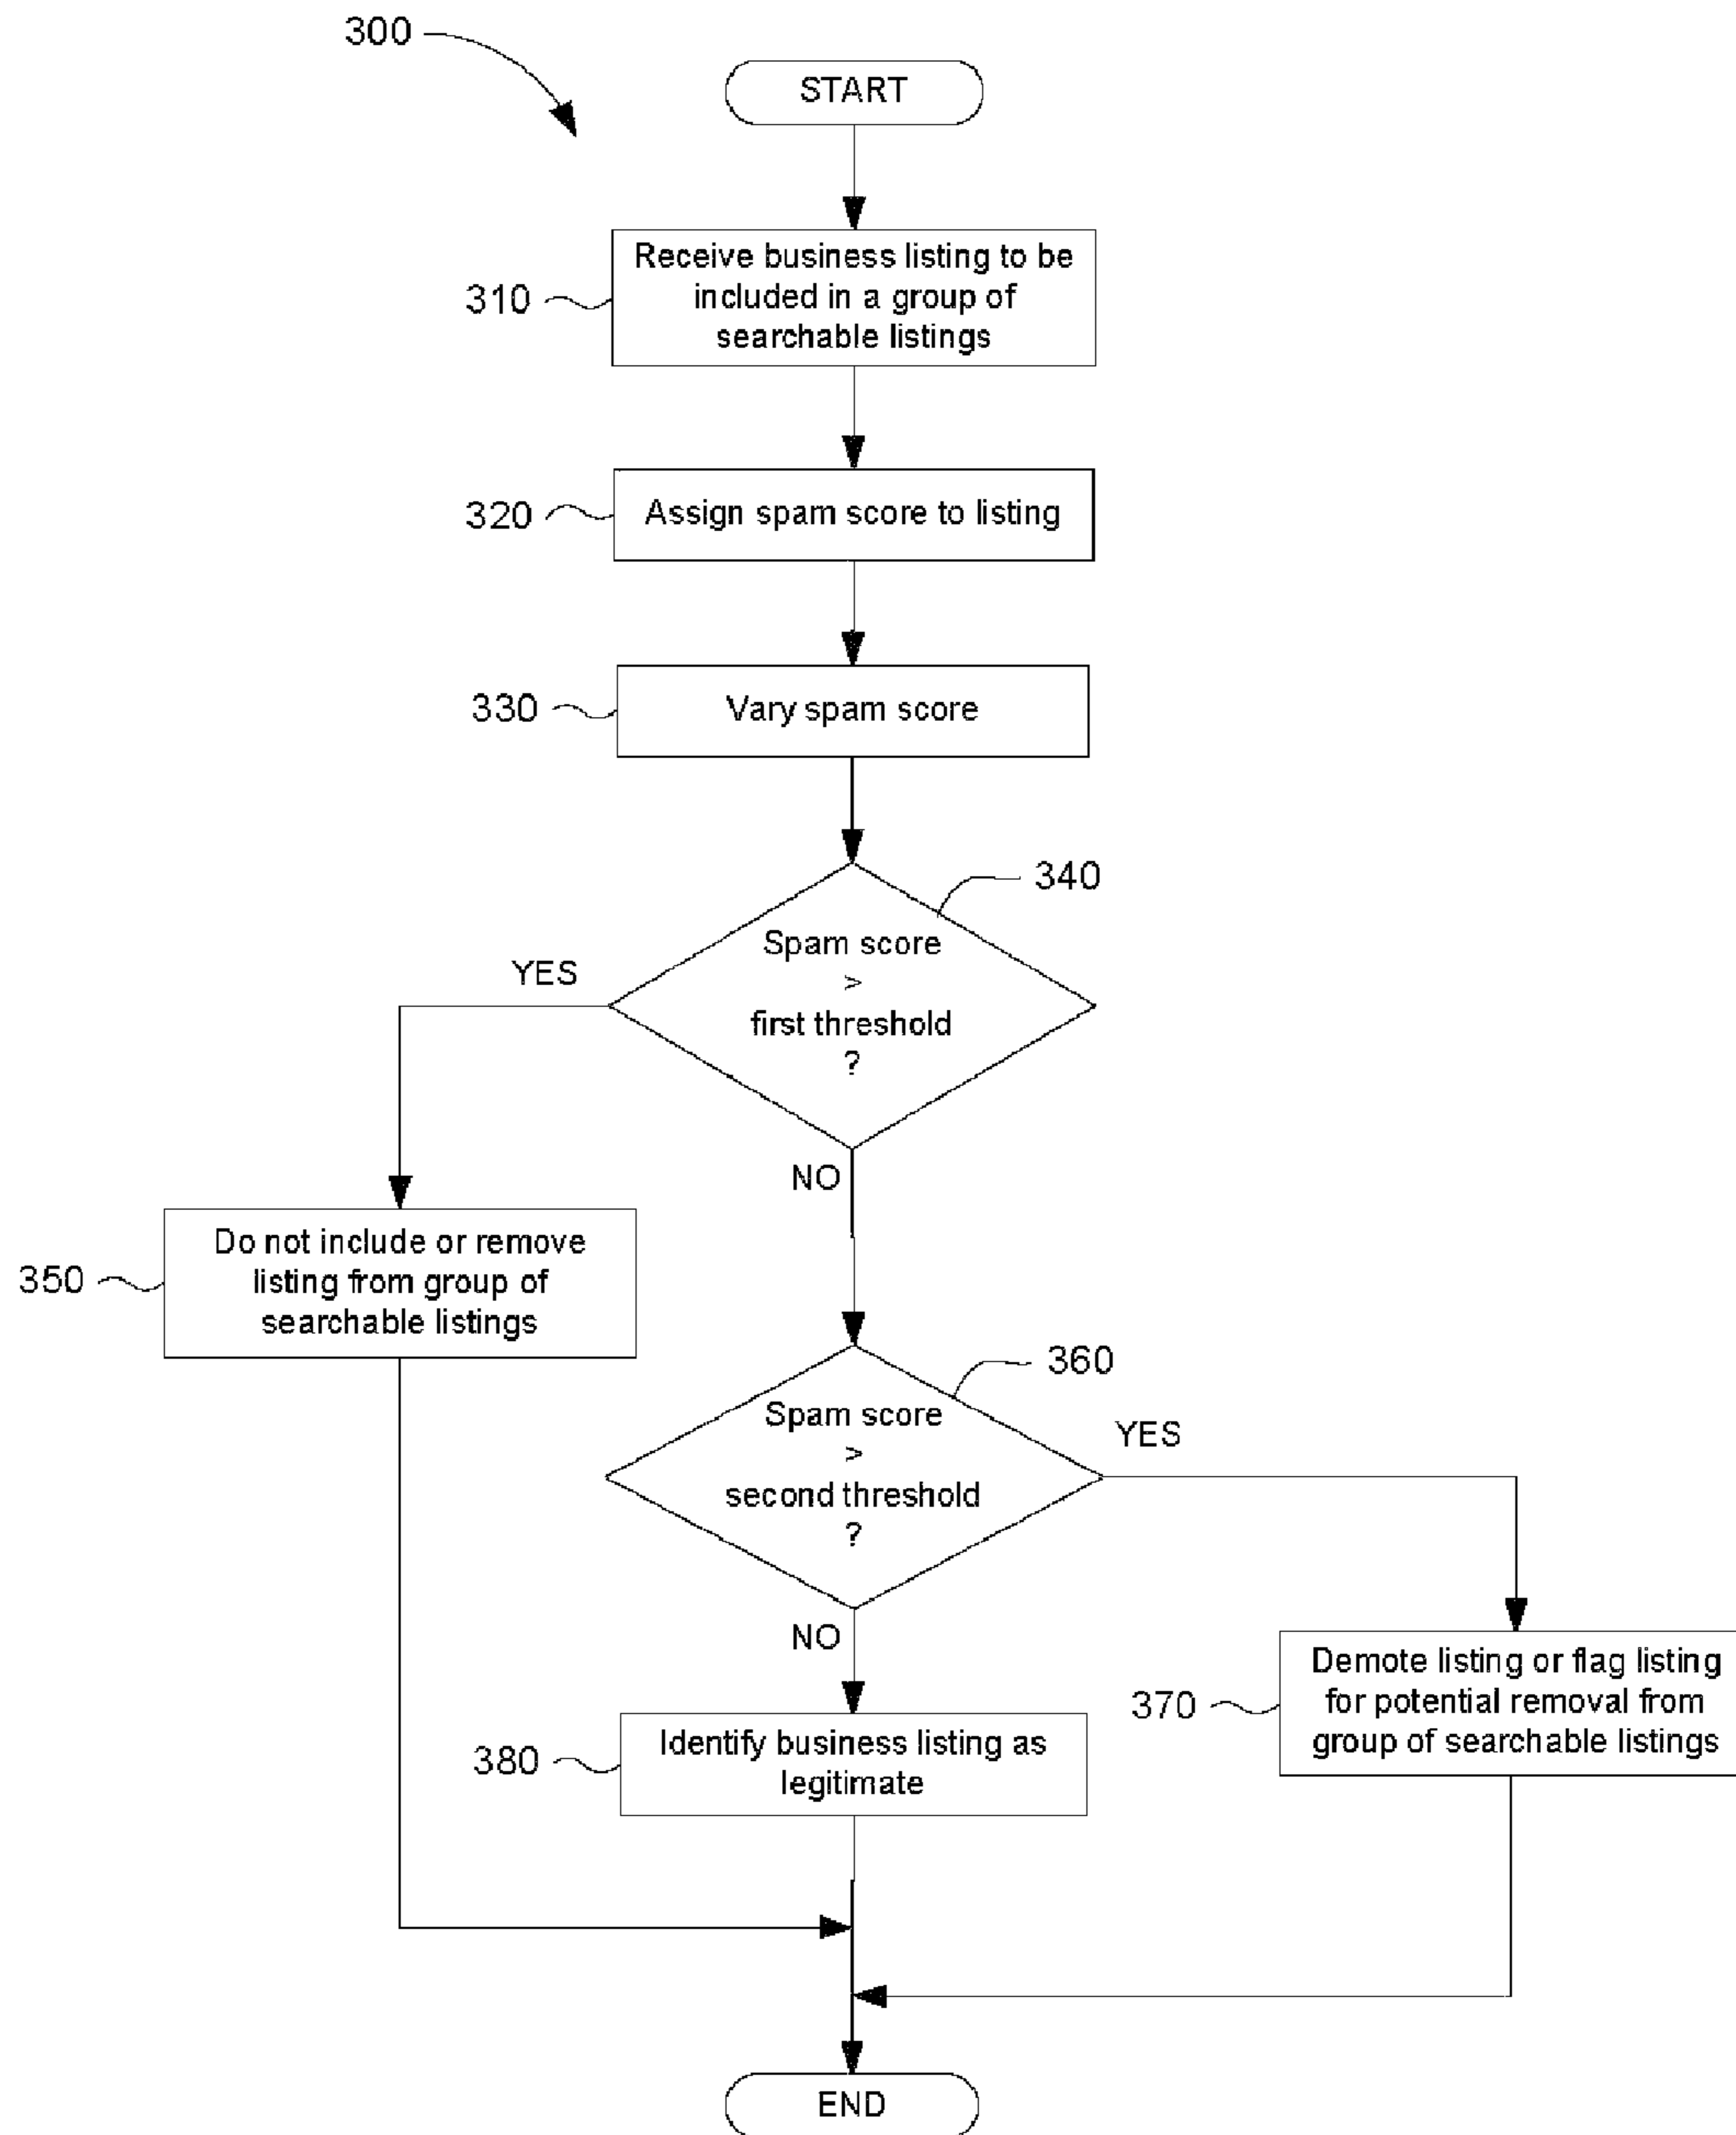 300
START
310
Receive business listing to be
included in a group of
searchable listings
320
Assign spam score to listing
330
Vary spam score
340
Spam score
>
first threshold
?
YES
NO
350
Do not include or remove
listing from group of
searchable listings
360
Spam score
>
second threshold
?
YES
NO
370
Demote listing or flag listing
for potential removal from
group of searchable listings
380
Identify business listing as
legitimate
END